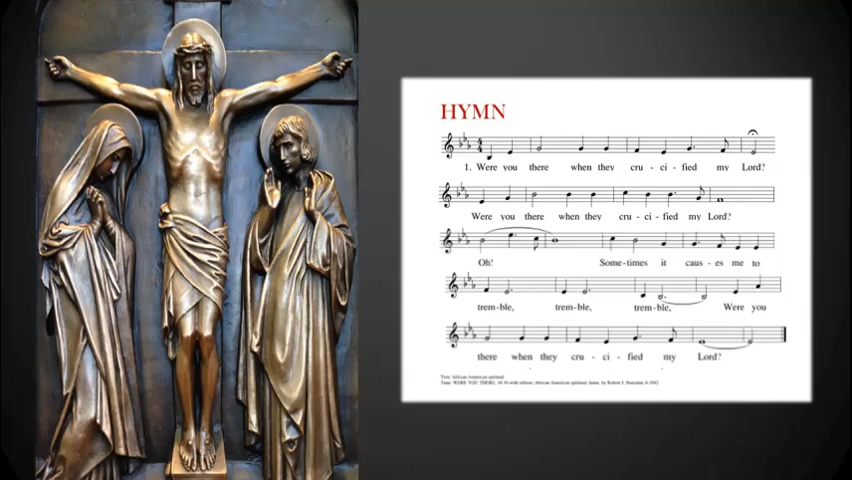 HYMN
1. Were you there when they cru - ci - fied my Lord?
Were you there when they cru - ci - fied my Lord?
Oh! Some - times it caus - es me to
trem - ble, trem - ble, trem - ble, Were you
there when they cru - ci - fied my Lord?
Text: African American spiritual
Tune: WERE YOU THERE, 10 10 with refrain; African American spiritual; harm. by Robert J.